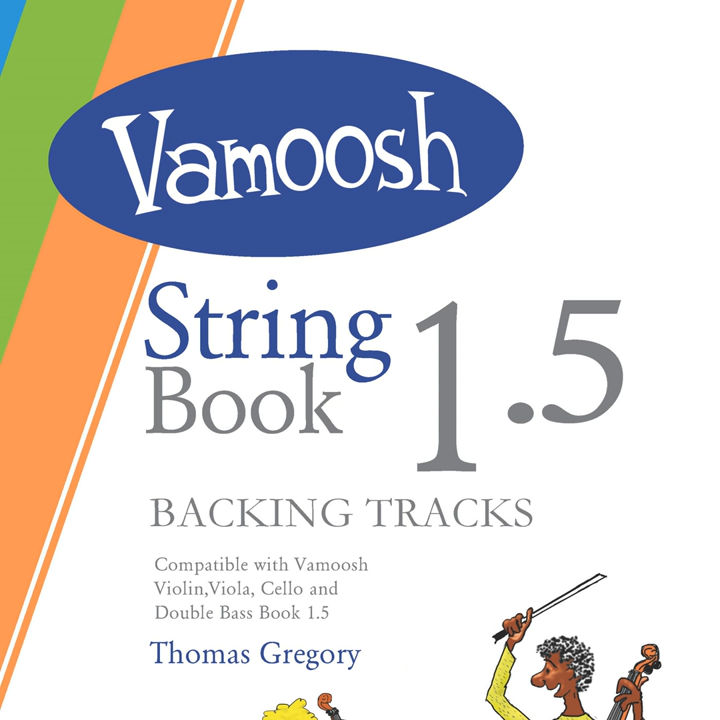 Vamoosh
String
Book
1.5
BACKING TRACKS
Compatible with Vamoosh
Violin,Viola, Cello and
Double Bass Book 1.5
Thomas Gregory